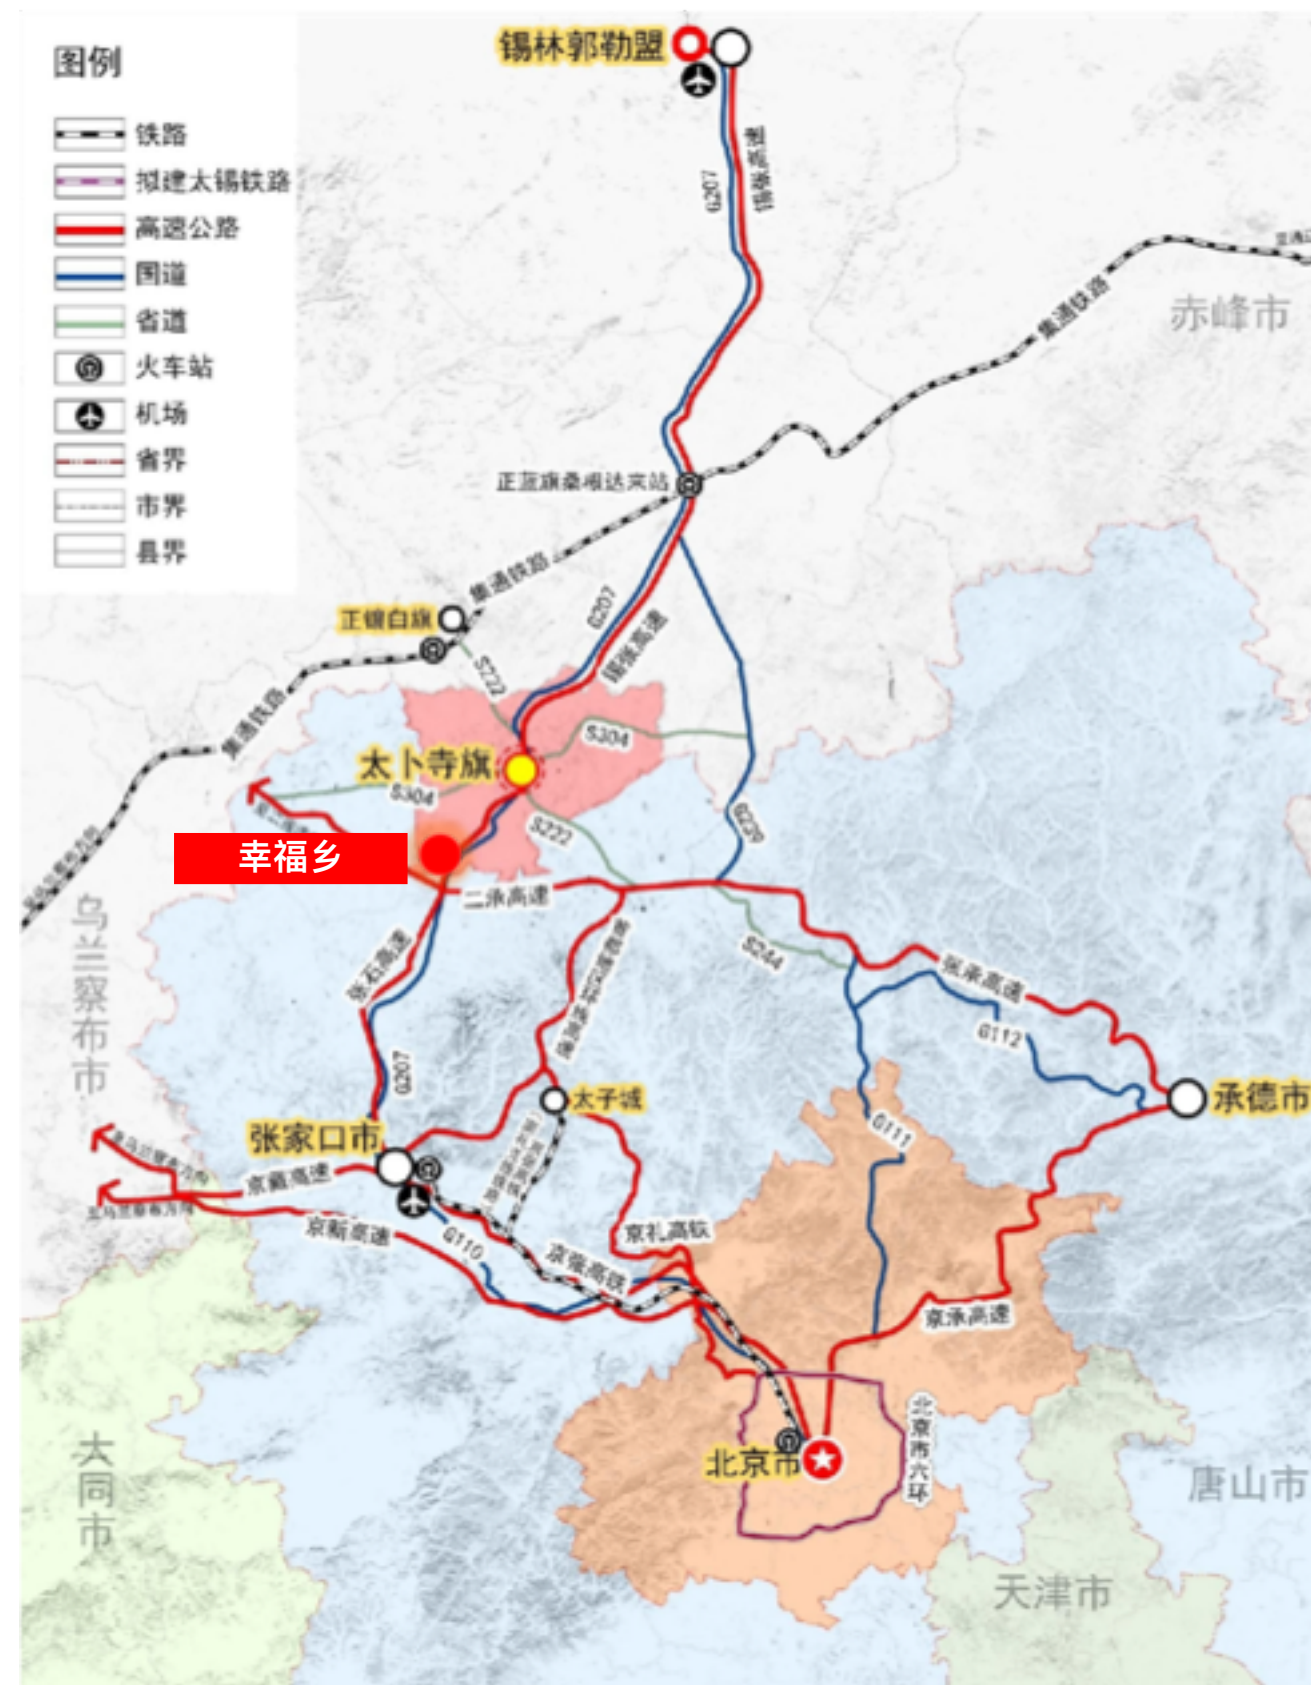 图例
铁路
拟建太锡铁路
高速公路
国道
省道
火车站
机场
省界
市界
县界
锡林郭勒盟
G207
锡张高速
集通铁路
赤峰市
正蓝旗桑根达来站
集通铁路
正镶白旗
G207
锡张高速
S222
集通铁路
S304
太卜寺旗
S304
S222
G239
幸福乡
二承高速
乌兰察布市
张石高速
S244
张承高速
G112
G207
太子城
承德市
张家口市
G111
京藏高速
京新高速
G110
京张高铁
京礼高铁
京承高速
北京市六环
北京市
大同市
唐山市
天津市